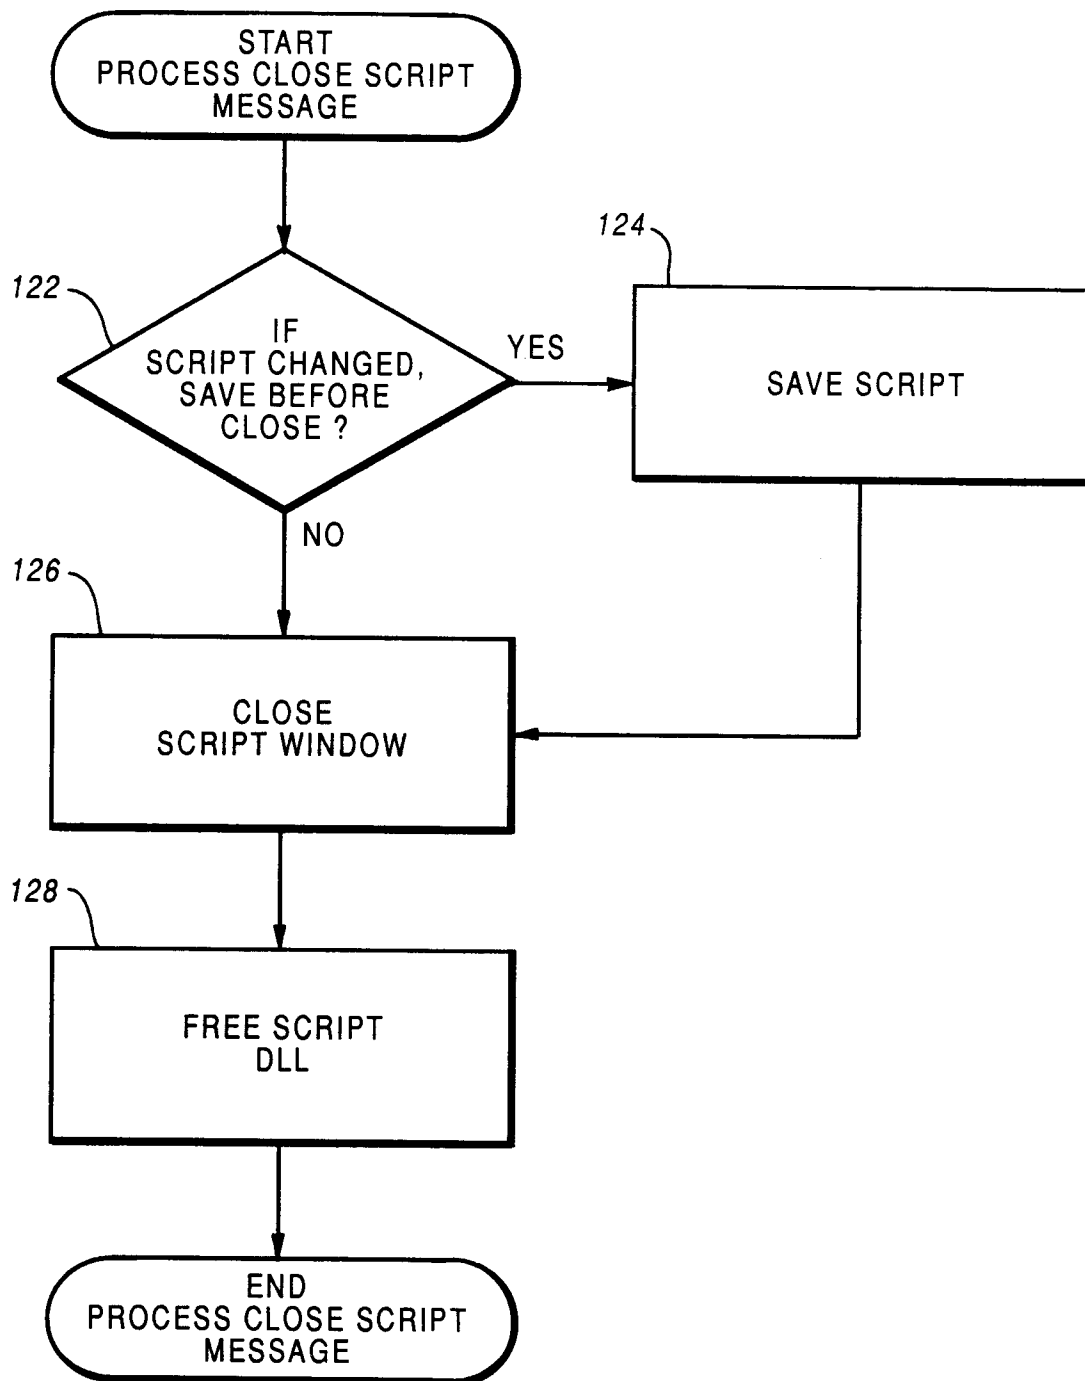 START
PROCESS CLOSE SCRIPT
MESSAGE
124
122
IF
SCRIPT CHANGED,
SAVE BEFORE
CLOSE ?
YES
SAVE SCRIPT
NO
126
CLOSE
SCRIPT WINDOW
128
FREE SCRIPT
DLL
END
PROCESS CLOSE SCRIPT
MESSAGE